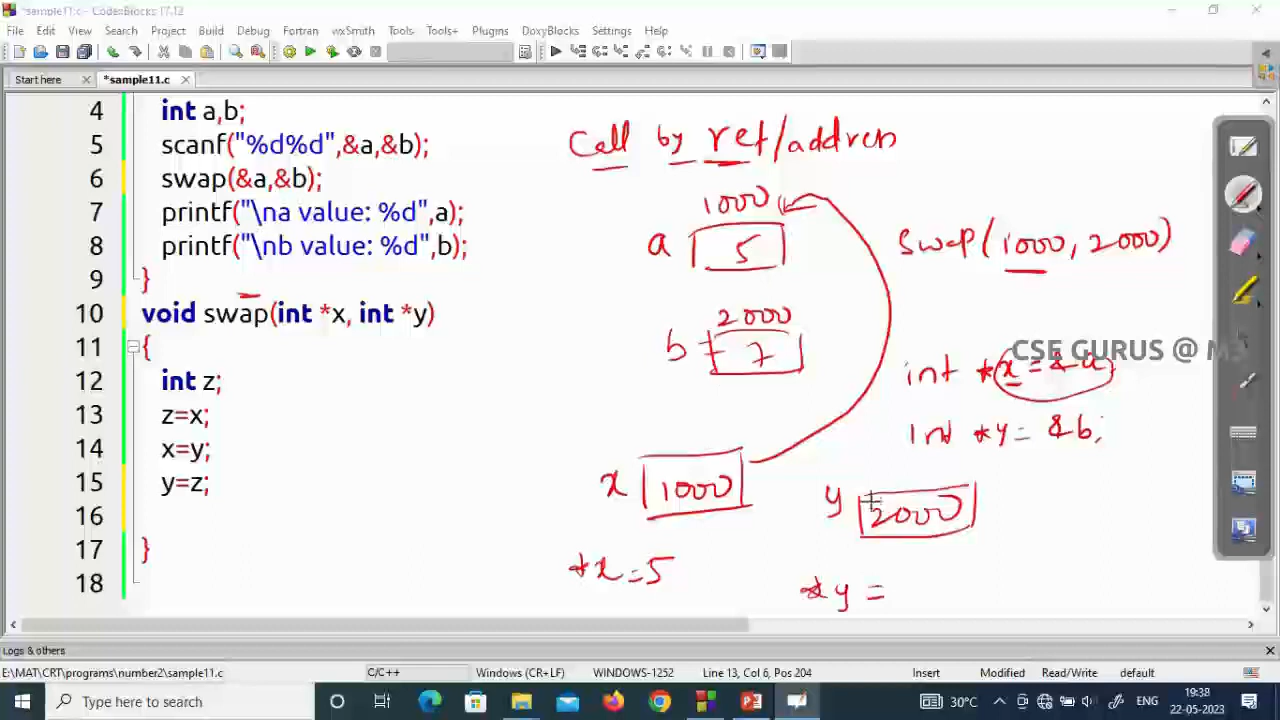 *sample11.c - Code::Blocks 17.12
File Edit View Search Project Build Debug Fortran wxSmith Tools Tools+ Plugins DoxyBlocks Settings Help
Start here *sample11.c
4 int a,b;
5 scanf("%d%d",&a,&b);
6 swap(&a,&b);
7 printf("\na value: %d",a);
8 printf("\nb value: %d",b);
9 }
10 void swap(int *x, int *y)
11 {
12 int z;
13 z=x;
14 x=y;
15 y=z;
16
17 }
18
Call by ref/address
1000
a 5
swap(1000, 2000)
2000
b 7
CSE GURUS @ M
int *x = &a;
int *y = &b;
x 1000
y 2000
*x = 5
*y =
Logs & others
E:\MAT\CRT\programs\number2\sample11.c C/C++ Windows (CR+LF) WINDOWS-1252 Line 13, Col 6, Pos 204 Insert Modified Read/Write default
Type here to search
30°C ENG 19:38
22-05-2023